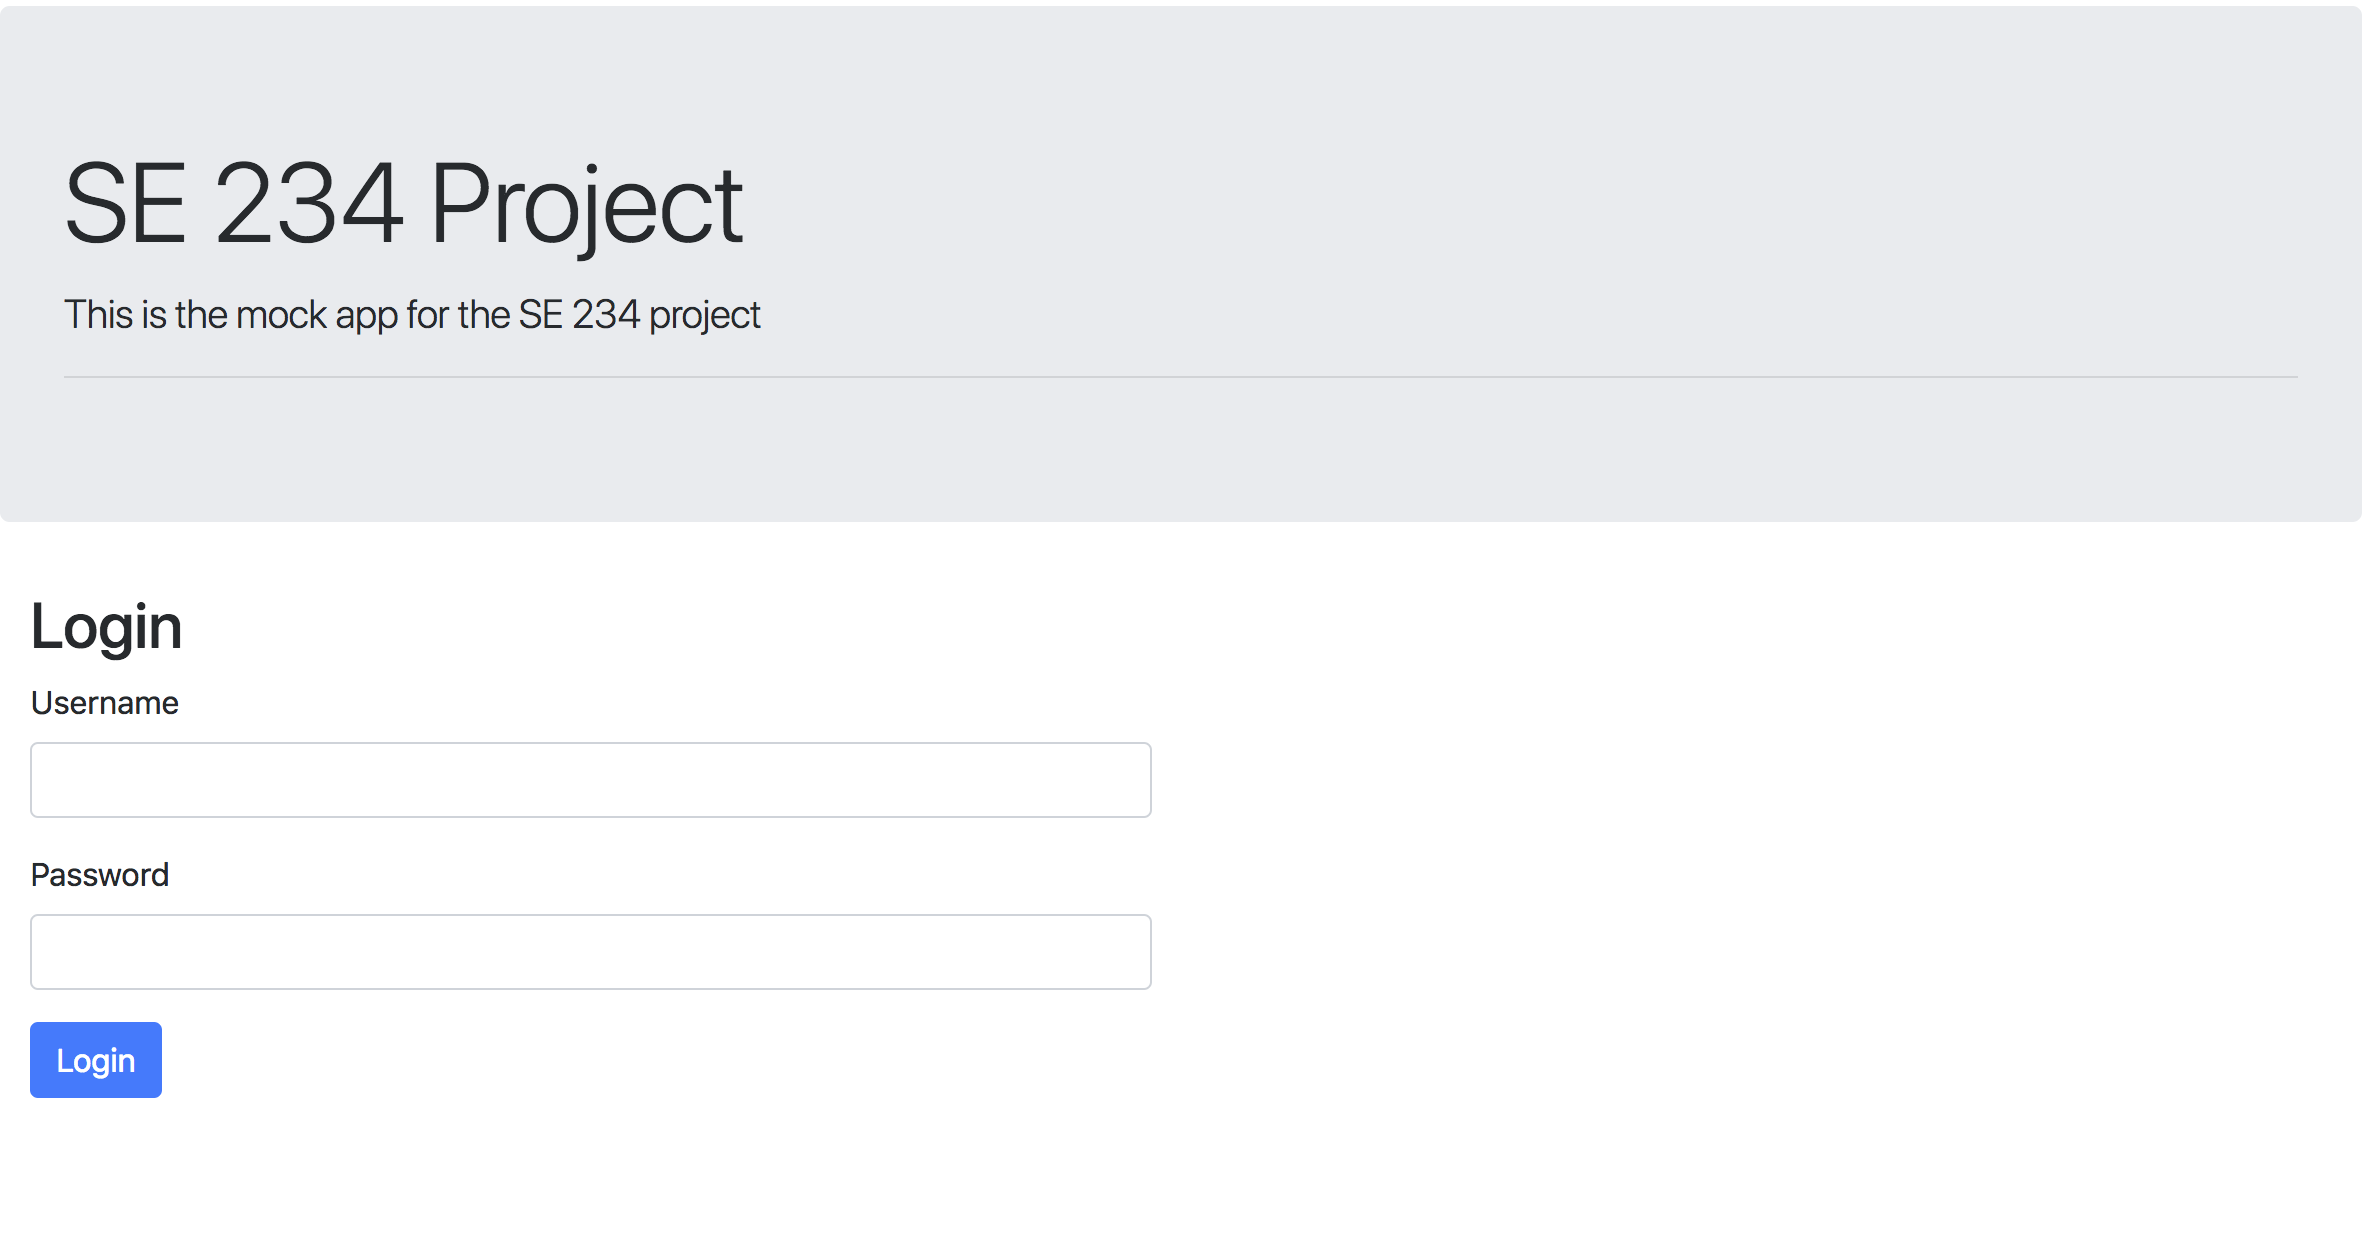 SE 234 Project
This is the mock app for the SE 234 project
Login
Username
Password
Login